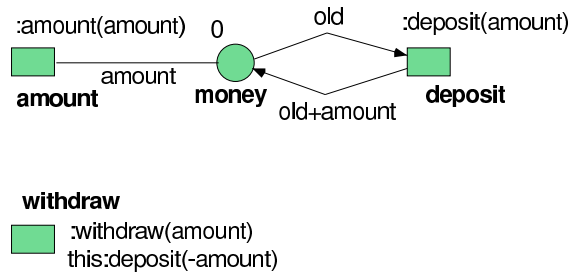 :amount(amount)
0
old
:deposit(amount)
amount
amount
money
old+amount
deposit
withdraw
:withdraw(amount)
this:deposit(-amount)